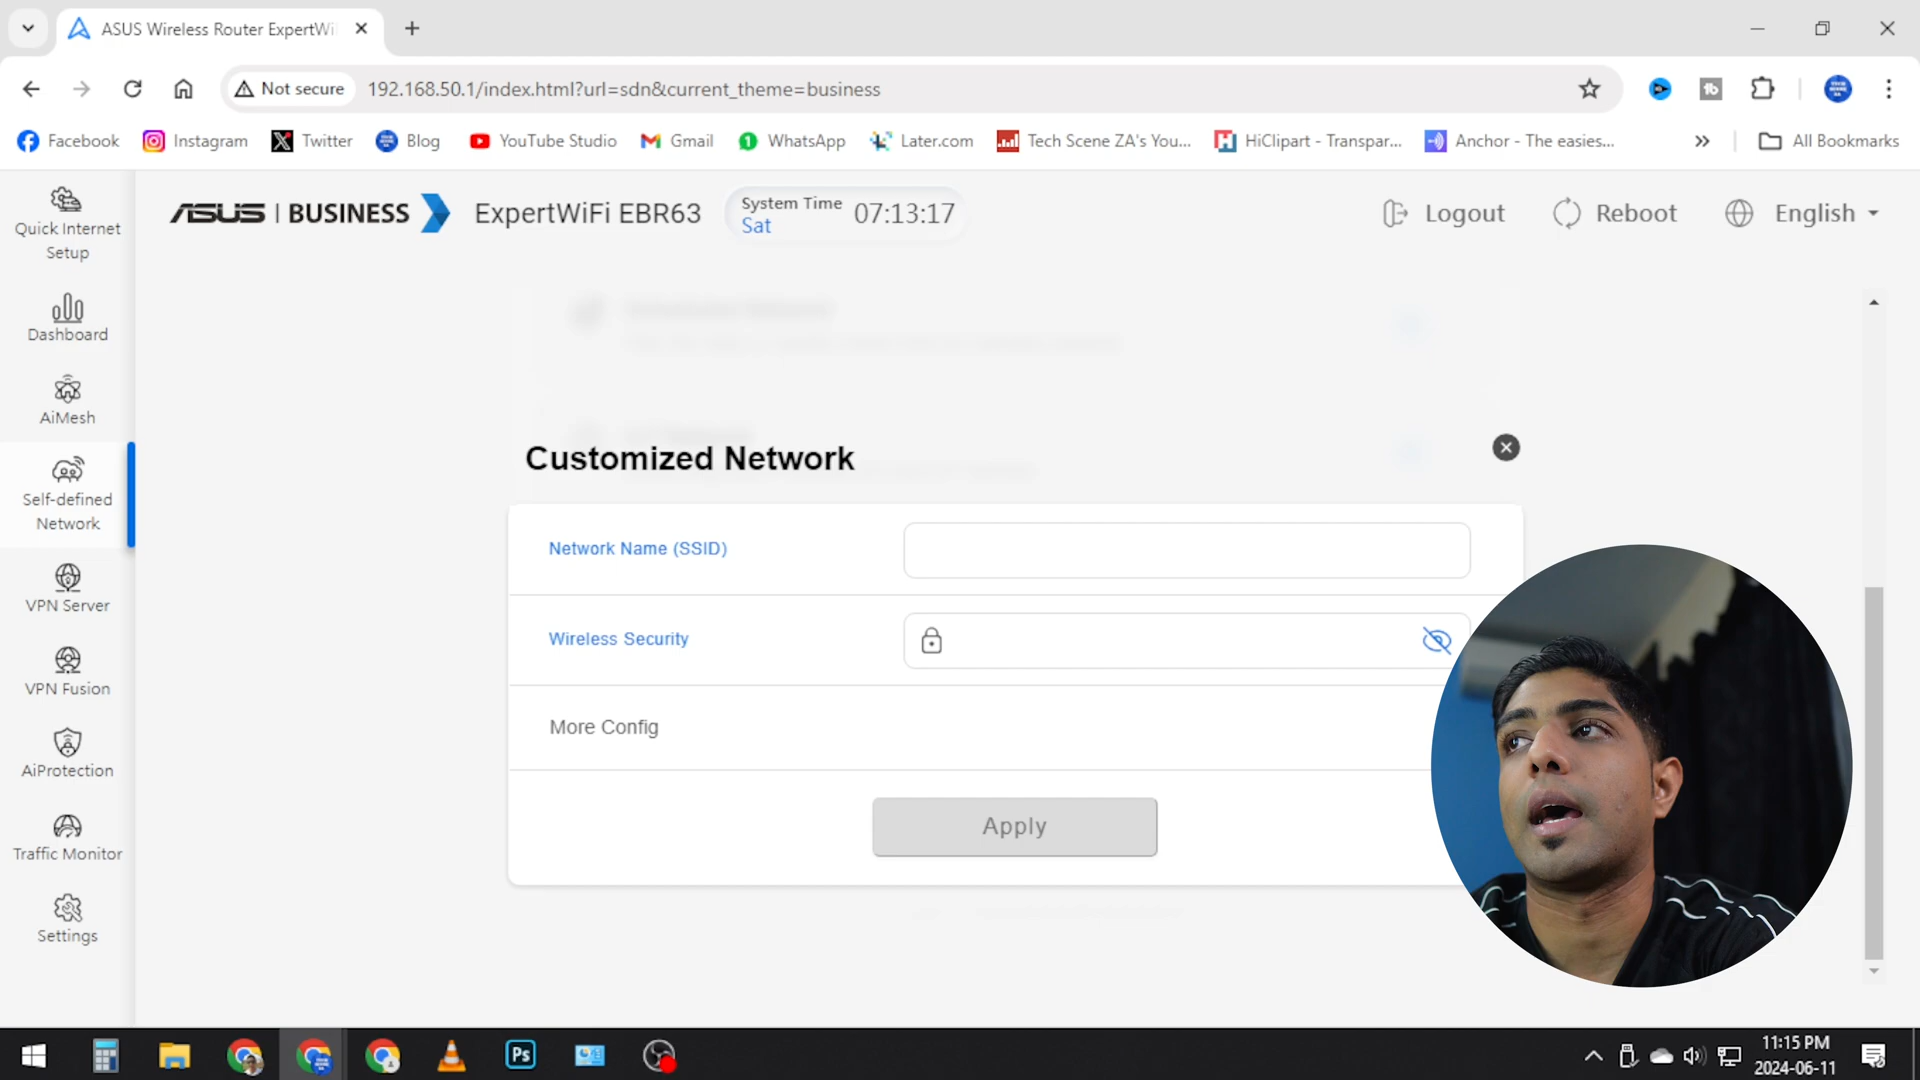 ASUS Wireless Router ExpertWi
Not secure
192.168.50.1/index.html?url=sdn&current_theme=business
Facebook
Instagram
Twitter
Blog
YouTube Studio
Gmail
1
WhatsApp
Later.com
Tech Scene ZA's You...
HiClipart - Transpar...
Anchor - The easies...
All Bookmarks
Quick Internet
Setup
Dashboard
AiMesh
Self-defined
Network
VPN Server
VPN Fusion
AiProtection
Traffic Monitor
Settings
ASUS | BUSINESS
ExpertWiFi EBR63
System Time
Sat
07:13:17
Logout
Reboot
English
Customized Network
Network Name (SSID)
Wireless Security
More Config
Apply
Ps
11:15 PM
2024-06-11